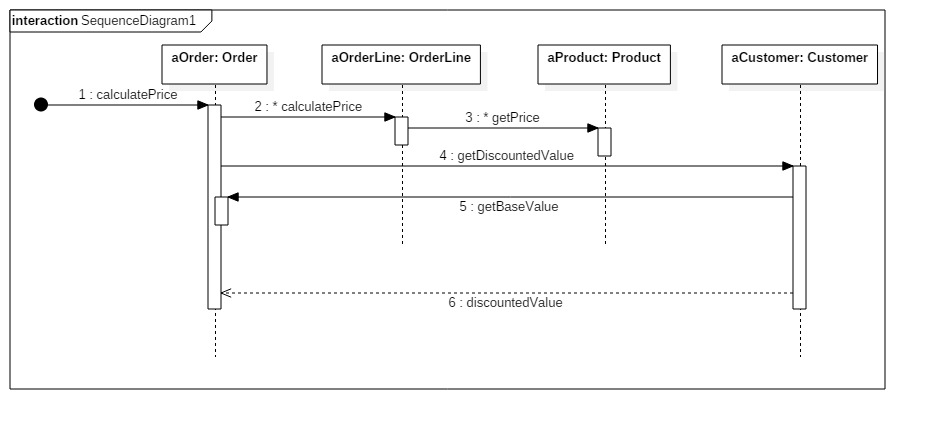 interaction SequenceDiagram1
aOrder: Order
aOrderLine: OrderLine
aProduct: Product
aCustomer: Customer
1 : calculatePrice
2 : * calculatePrice
3 : * getPrice
4 : getDiscountedValue
5 : getBaseValue
6 : discountedValue